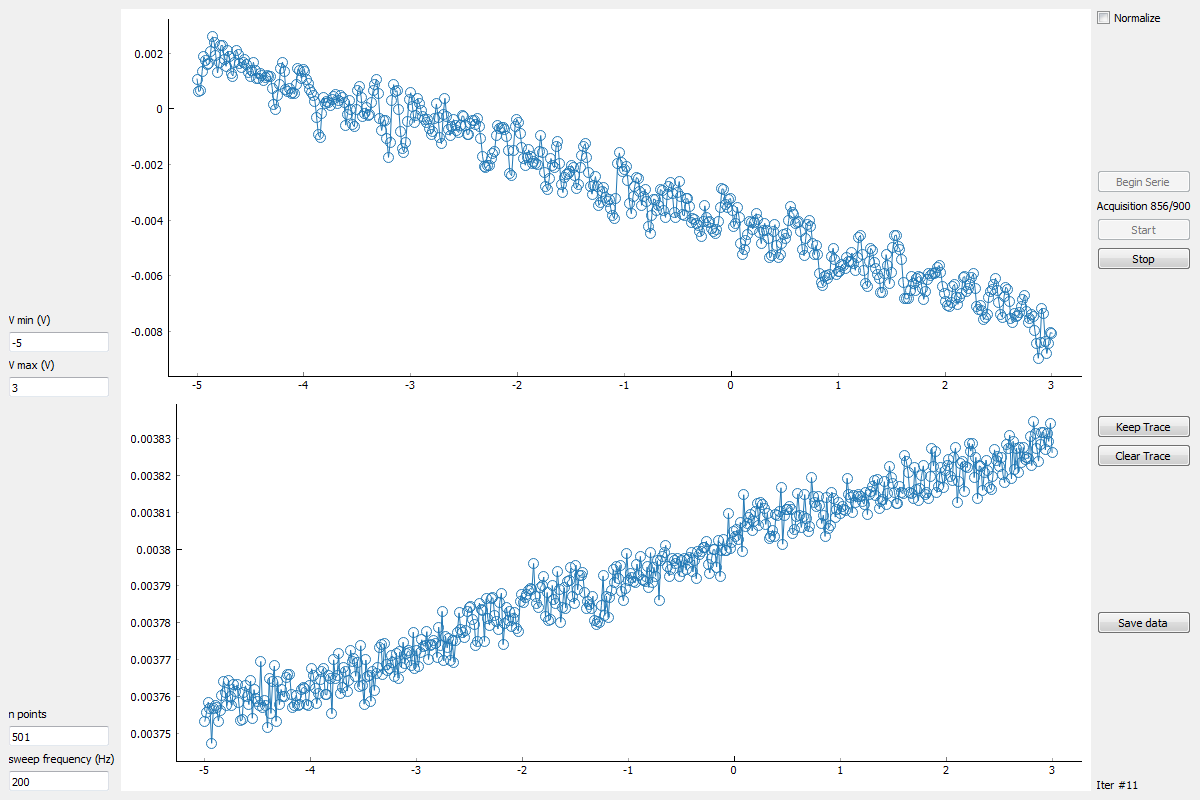 Normalize
0.002
0
-0.002
-0.004
-0.006
-0.008
-5 -4 -3 -2 -1 0 1 2 3
Begin Serie
Acquisition 856/900
Start
Stop
V min (V)
-5
V max (V)
3
0.00383
0.00382
0.00381
0.0038
0.00379
0.00378
0.00377
0.00376
0.00375
-5 -4 -3 -2 -1 0 1 2 3
Keep Trace
Clear Trace
Save data
n points
501
sweep frequency (Hz)
200
Iter #11